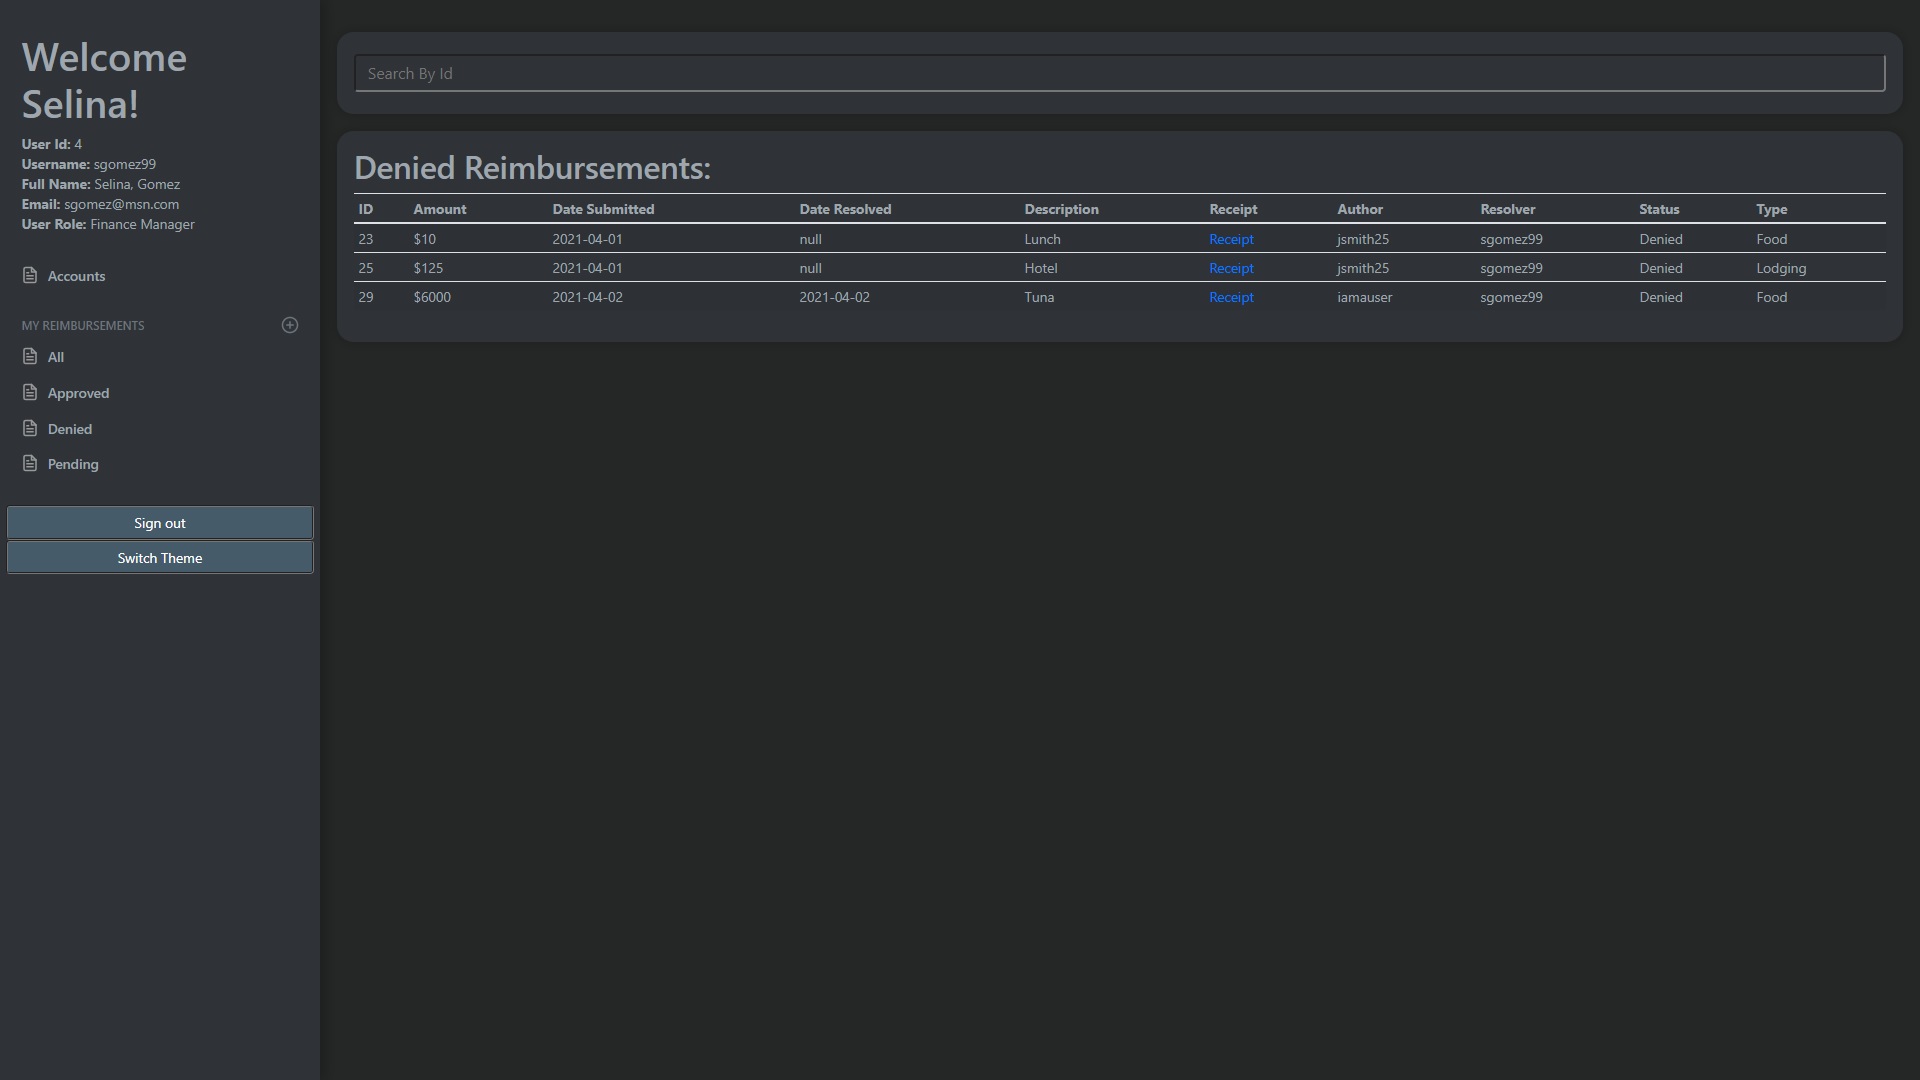 Welcome
Selina!
User Id: 4
Username: sgomez99
Full Name: Selina, Gomez
Email: sgomez@msn.com
User Role: Finance Manager
Accounts
MY REIMBURSEMENTS
All
Approved
Denied
Pending
Sign out
Switch Theme
Search By Id
Denied Reimbursements:
ID Amount Date Submitted Date Resolved Description Receipt Author Resolver Status Type
23 $10 2021-04-01 null Lunch Receipt jsmith25 sgomez99 Denied Food
25 $125 2021-04-01 null Hotel Receipt jsmith25 sgomez99 Denied Lodging
29 $6000 2021-04-02 2021-04-02 Tuna Receipt iamauser sgomez99 Denied Food